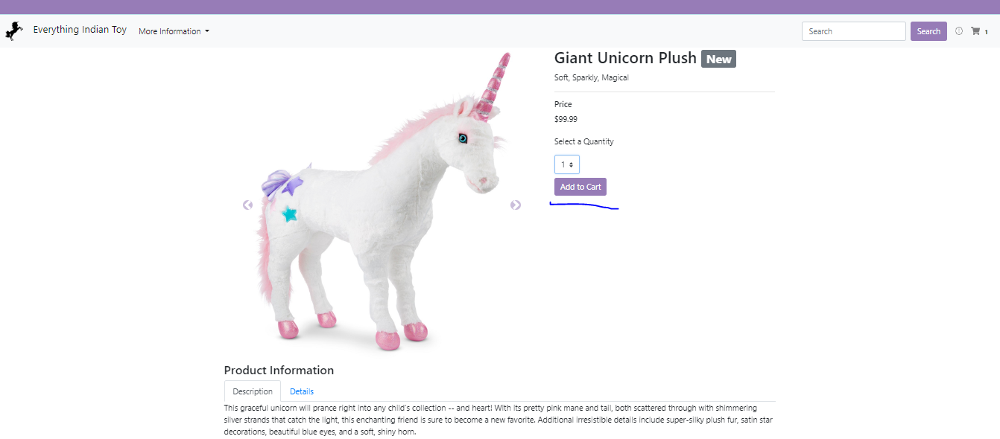 Everything Indian Toy
More Information
Search
Search
1
Giant Unicorn Plush New
Soft, Sparkly, Magical
Price
$99.99
Select a Quantity
1
Add to Cart
Product Information
Description
Details
This graceful unicorn will prance right into any child's collection -- and heart! With its pretty pink mane and tail, both scattered through with shimmering
silver strands that catch the light, this enchanting friend is sure to become a new favorite. Additional irresistible details include super-silky plush fur, satin star
decorations, beautiful blue eyes, and a soft, shiny horn.